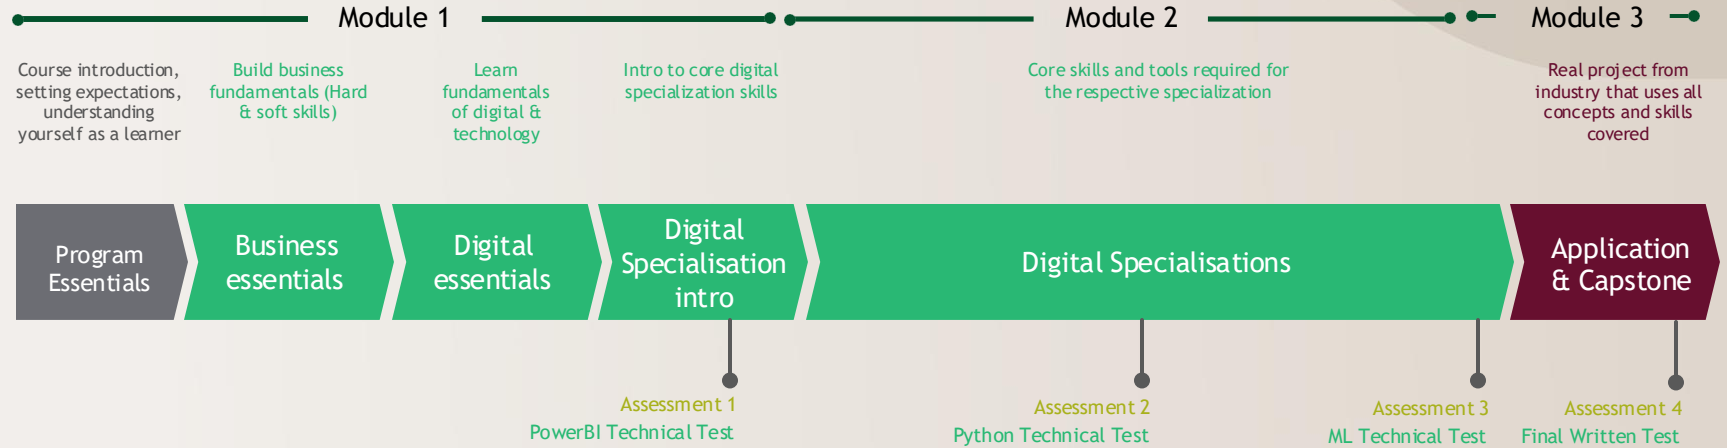 Module 1
Module 2
Module 3
Course introduction,
setting expectations,
understanding
yourself as a learner
Build business
fundamentals (Hard
& soft skills)
Learn
fundamentals
of digital &
technology
Intro to core digital
specialization skills
Core skills and tools required for
the respective specialization
Real project from
industry that uses all
concepts and skills
covered
Program
Essentials
Business
essentials
Digital
essentials
Digital
Specialisation
intro
Digital Specialisations
Application
& Capstone
Assessment 1
PowerBI Technical Test
Assessment 2
Python Technical Test
Assessment 3
ML Technical Test
Assessment 4
Final Written Test